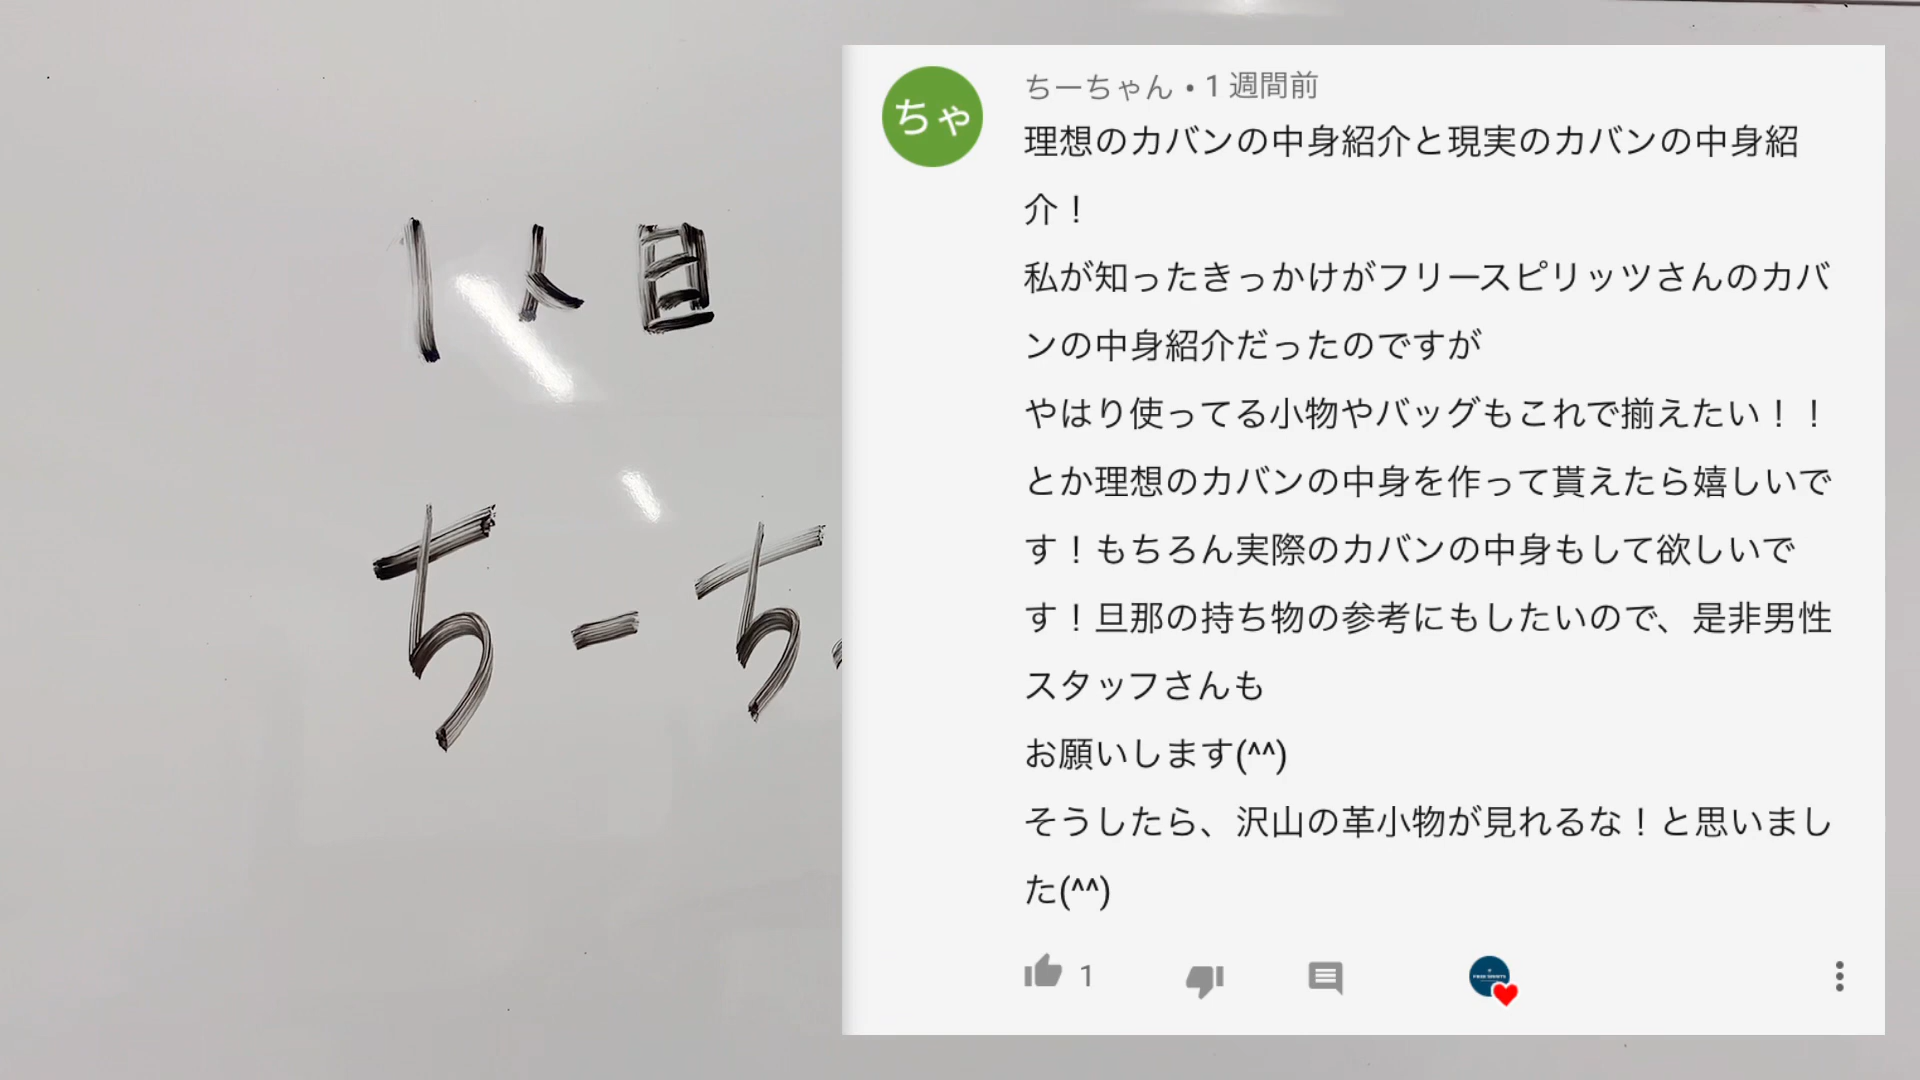 1人目
ちーち
ちゃ
ちーちゃん • 1 週間前
理想のカバンの中身紹介と現実のカバンの中身紹
介！
私が知ったきっかけがフリースピリッツさんのカバ
ンの中身紹介だったのですが
やはり使ってる小物やバッグもこれで揃えたい！！
とか理想のカバンの中身を作って貰えたら嬉しいで
す！もちろん実際のカバンの中身もして欲しいで
す！旦那の持ち物の参考にもしたいので、是非男性
スタッフさんも
お願いします(^^)
そうしたら、沢山の革小物が見れるな！と思いまし
た(^^)
1